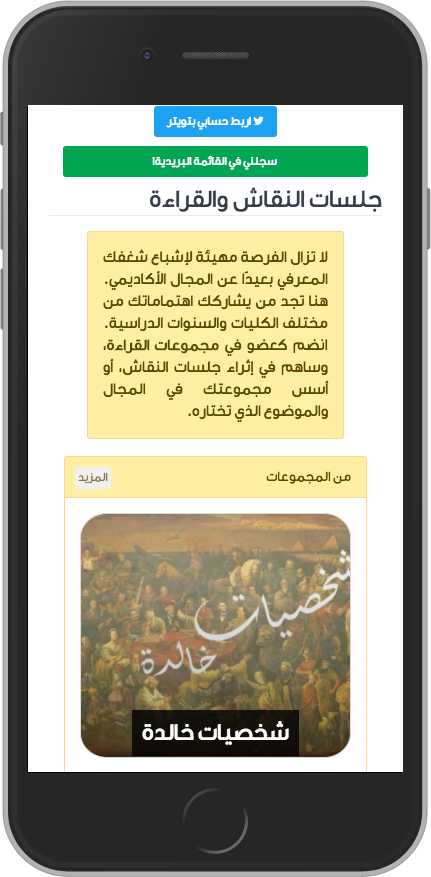 اربط حسابي بتويتر
سجلني في القائمة البريدية!
جلسات النقاش والقراءة
لا تزال الفرصة مهيئة لإشباع شغفك
المعرفي بعيدًا عن المجال الأكاديمي.
هنا تجد من يشاركك اهتماماتك من
مختلف الكليات والسنوات الدراسية.
انضم كعضو في مجموعات القراءة،
وساهم في إثراء جلسات النقاش، أو
أسس مجموعتك في المجال
والموضوع الذي تختاره.
من المجموعات
المزيد
شخصيات
خالدة
شخصيات خالدة